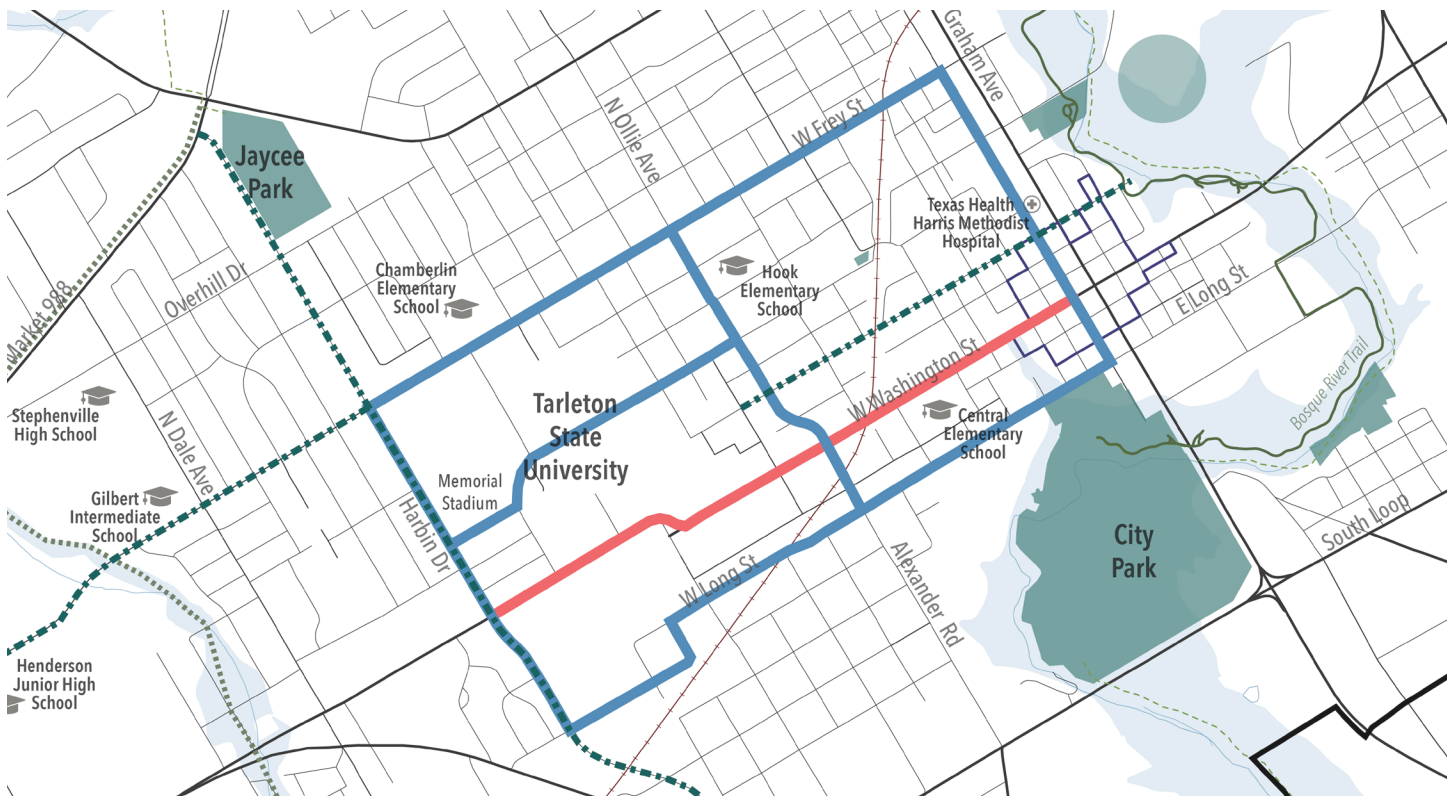 Graham Ave
W Frey St
N Ollie Ave
Jaycee
Park
Texas Health
Harris Methodist
Hospital
Overhill Dr
Chamberlin
Elementary
School
Hook
Elementary
School
E Long St
Market 988
W Washington St
Bosque River Trail
Stephenville
High School
N Dale Ave
Tarleton
State
University
Central
Elementary
School
Memorial
Stadium
Gilbert
Intermediate
School
Harbin Dr
South Loop
City
Park
W Long St
Alexander Rd
Henderson
Junior High
School